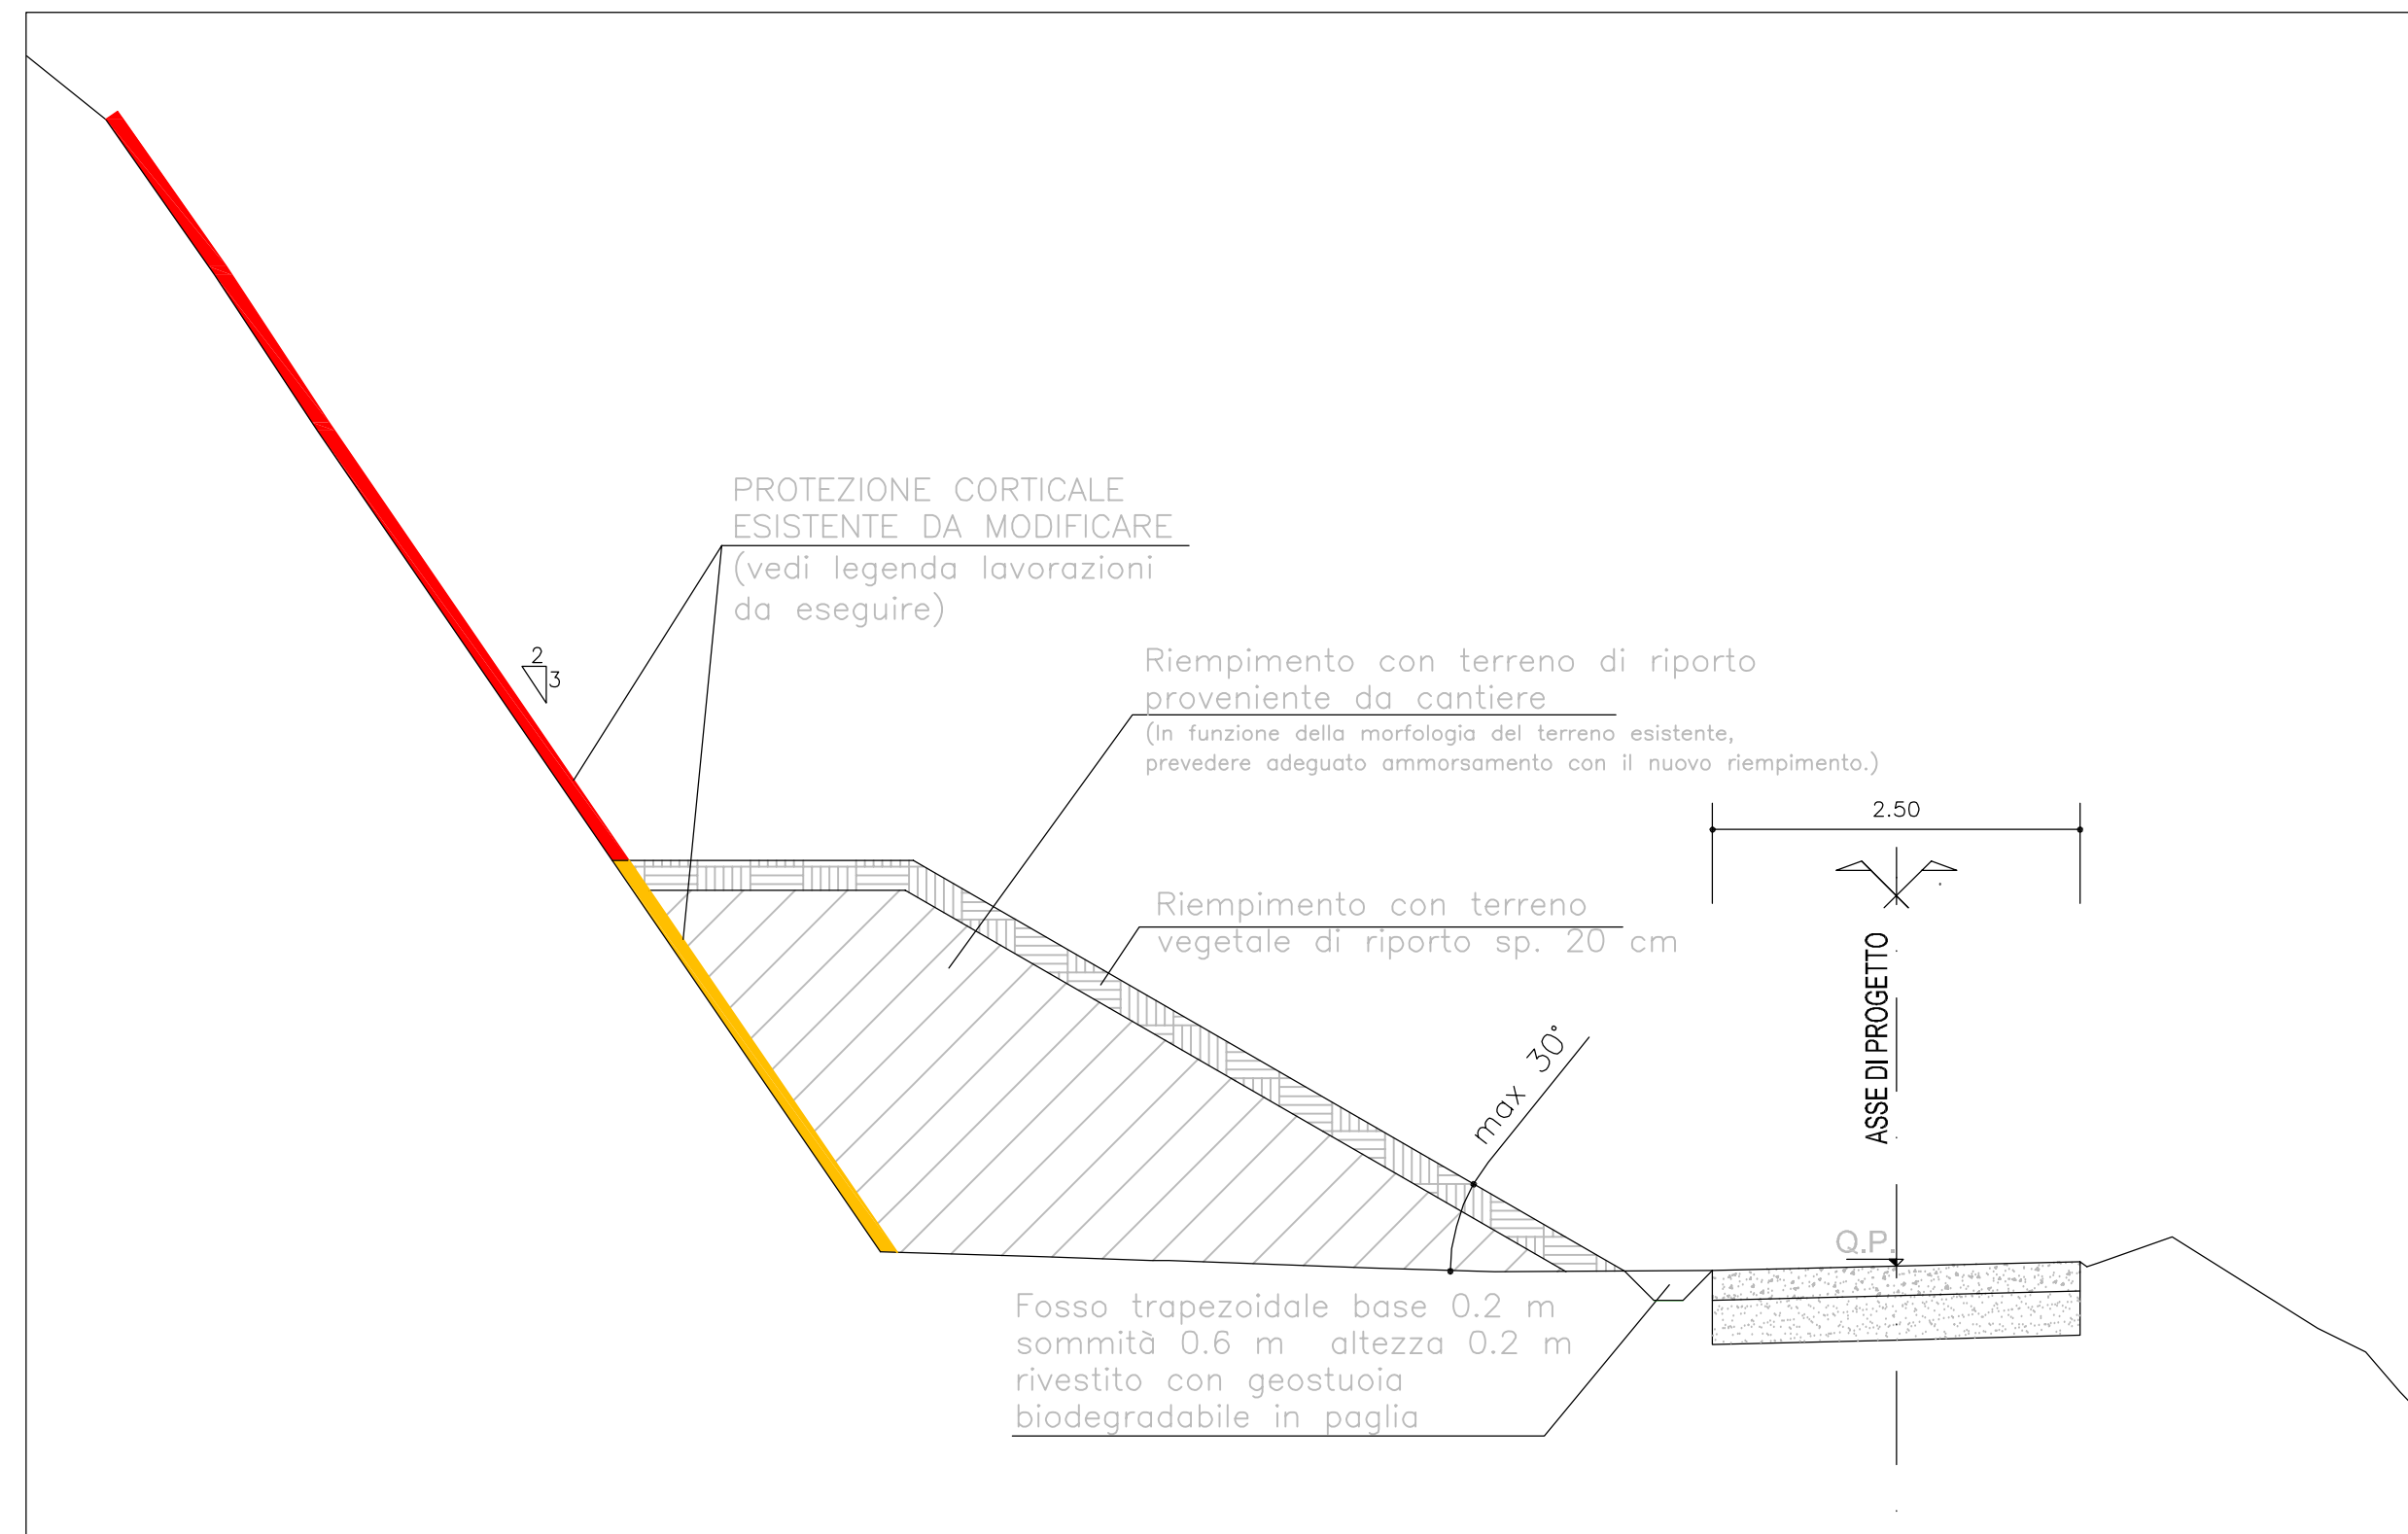 PROTEZIONE CORTICALE
ESISTENTE DA MODIFICARE
(vedi legenda lavorazioni
da eseguire)
2
3
Riempimento con terreno di riporto
proveniente da cantiere
(In funzione della morfologia del terreno esistente,
prevedere adeguato ammorsamento con il nuovo riempimento.)
2.50
Riempimento con terreno
vegetale di riporto sp. 20 cm
ASSE DI PROGETTO
max 30°
Q.P.
Fosso trapezoidale base 0.2 m
sommità 0.6 m altezza 0.2 m
rivestito con geostuoia
biodegradabile in paglia